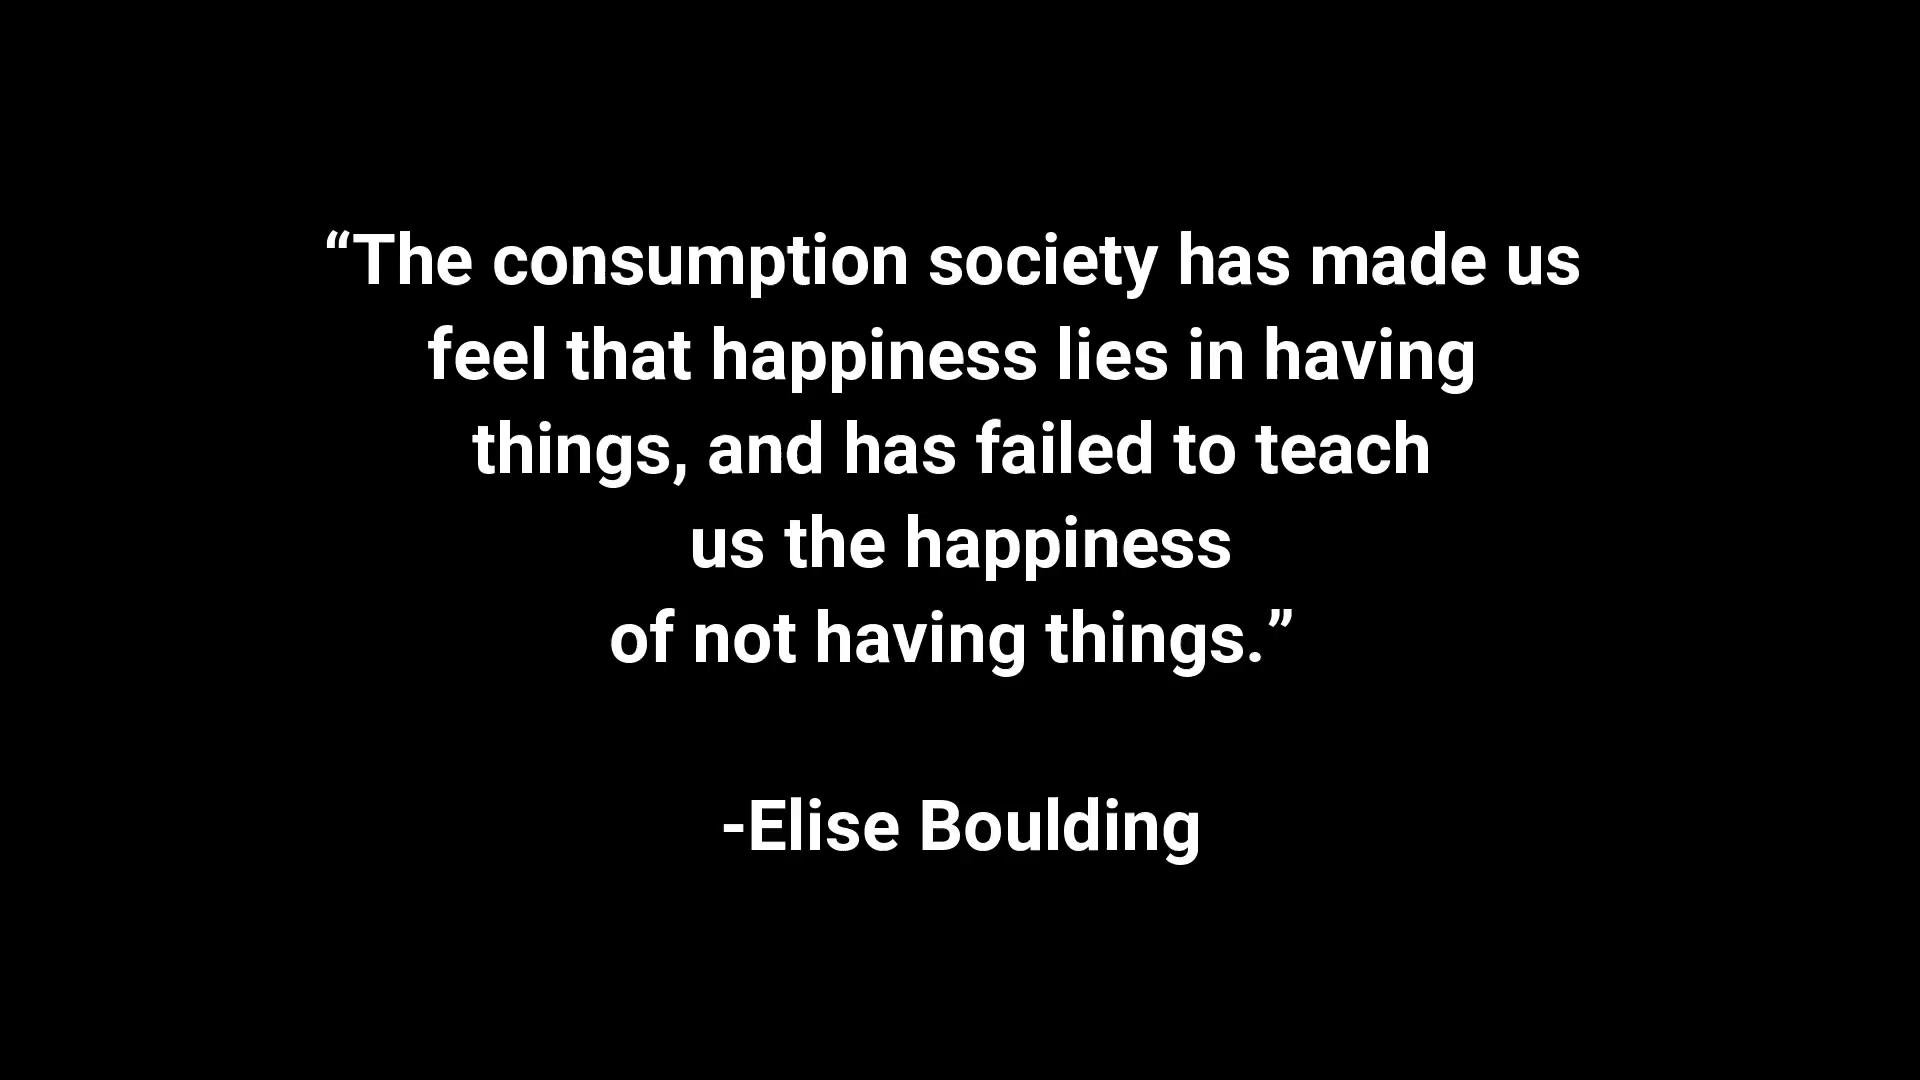 “The consumption society has made us
feel that happiness lies in having
things, and has failed to teach
us the happiness
of not having things.”
-Elise Boulding